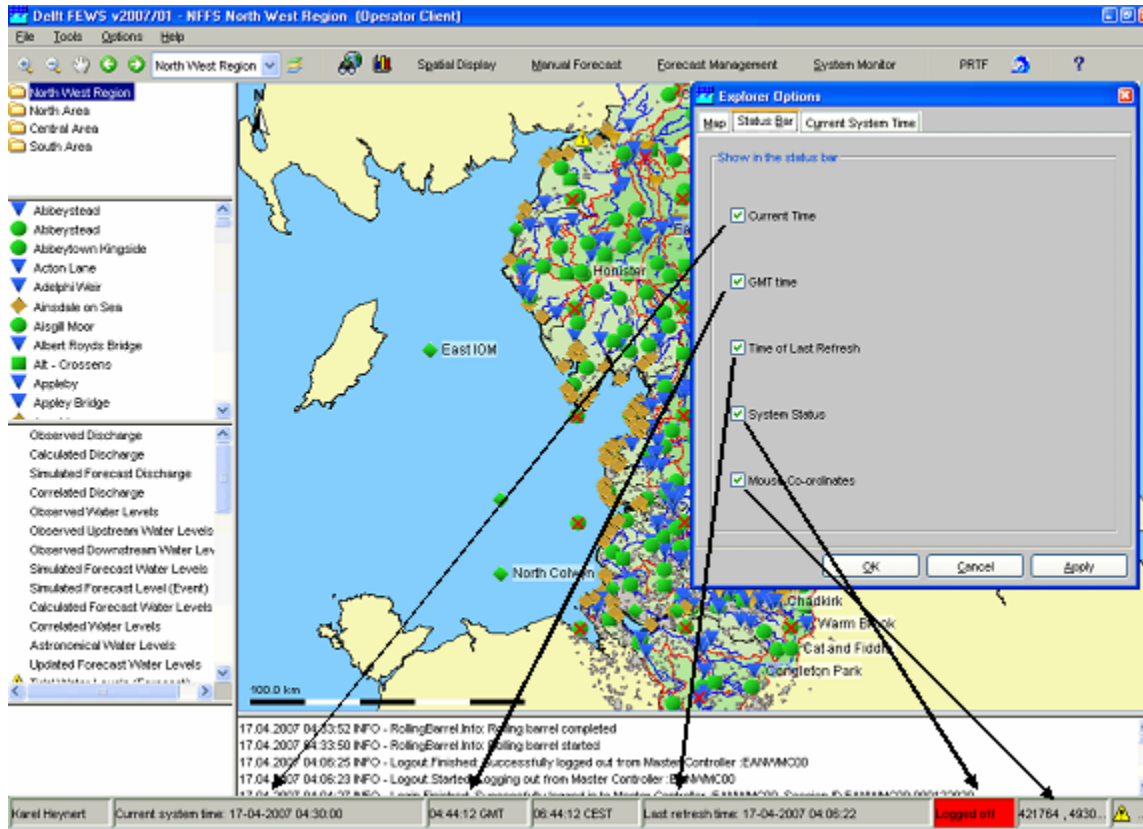 Delft FEWS v2007/01 - NFFS North West Region (Operator Client)
File Tools Options Help
North West Region Spatial Display Manual Forecast Forecast Management System Monitor PRTF ?
North West Region
North Area
Central Area
South Area
Abbeystead
Abbeystead
Abbeytown Kingside
Acton Lane
Adelphi Weir
Ainsdale on Sea
Aisgill Moor
Albert Royds Bridge
Alt - Crossens
Appleby
Appley Bridge
Observed Discharge
Calculated Discharge
Simulated Forecast Discharge
Correlated Discharge
Observed Water Levels
Observed Upstream Water Levels
Observed Downstream Water Lev
Simulated Forecast Water Levels
Simulated Forecast Level (Event)
Calculated Forecast Water Levels
Correlated Water Levels
Astronomical Water Levels
Updated Forecast Water Levels
N
Honister
East IOM
North Colwyn
Chadkirk
Warm Brook
Cat and Fiddle
Congleton Park
100.0 km
Explorer Options
Map Status Bar Current System Time
Show in the status bar
Current Time
GMT time
Time of Last Refresh
System Status
Mouse Co-ordinates
OK Cancel Apply
17.04.2007 04:33:52 INFO - RollingBarrel.Info: Rolling barrel completed
17.04.2007 04:33:50 INFO - RollingBarrel.Info: Rolling barrel started
17.04.2007 04:06:25 INFO - Logout.Finished: Successfully logged out from Master Controller :EANWMC00
17.04.2007 04:06:23 INFO - Logout.Started: Logging out from Master Controller :EANWMC00
Karel Heynert Current system time: 17-04-2007 04:30:00 04:44:12 GMT 06:44:12 CEST Last refresh time: 17-04-2007 04:06:22 Logged off 421764 , 4930...